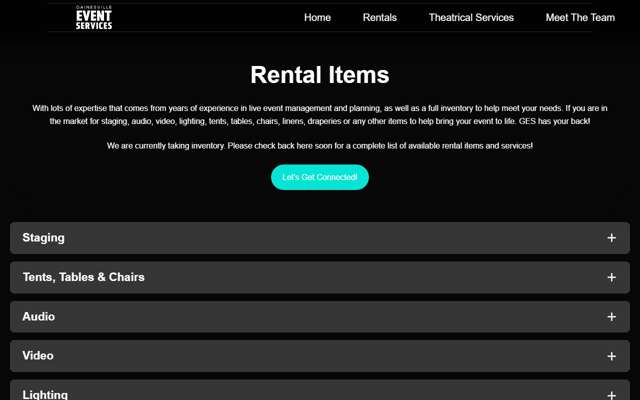 GAINESVILLE
EVENT
SERVICES
Home
Rentals
Theatrical Services
Meet The Team
Rental Items
With lots of expertise that comes from years of experience in live event management and planning, as well as a full inventory to help meet your needs. If you are in
the market for staging, audio, video, lighting, tents, tables, chairs, linens, draperies or any other items to help bring your event to life. GES has your back!
We are currently taking inventory. Please check back here soon for a complete list of available rental items and services!
Let's Get Connected!
Staging
Tents, Tables & Chairs
Audio
Video
Lighting